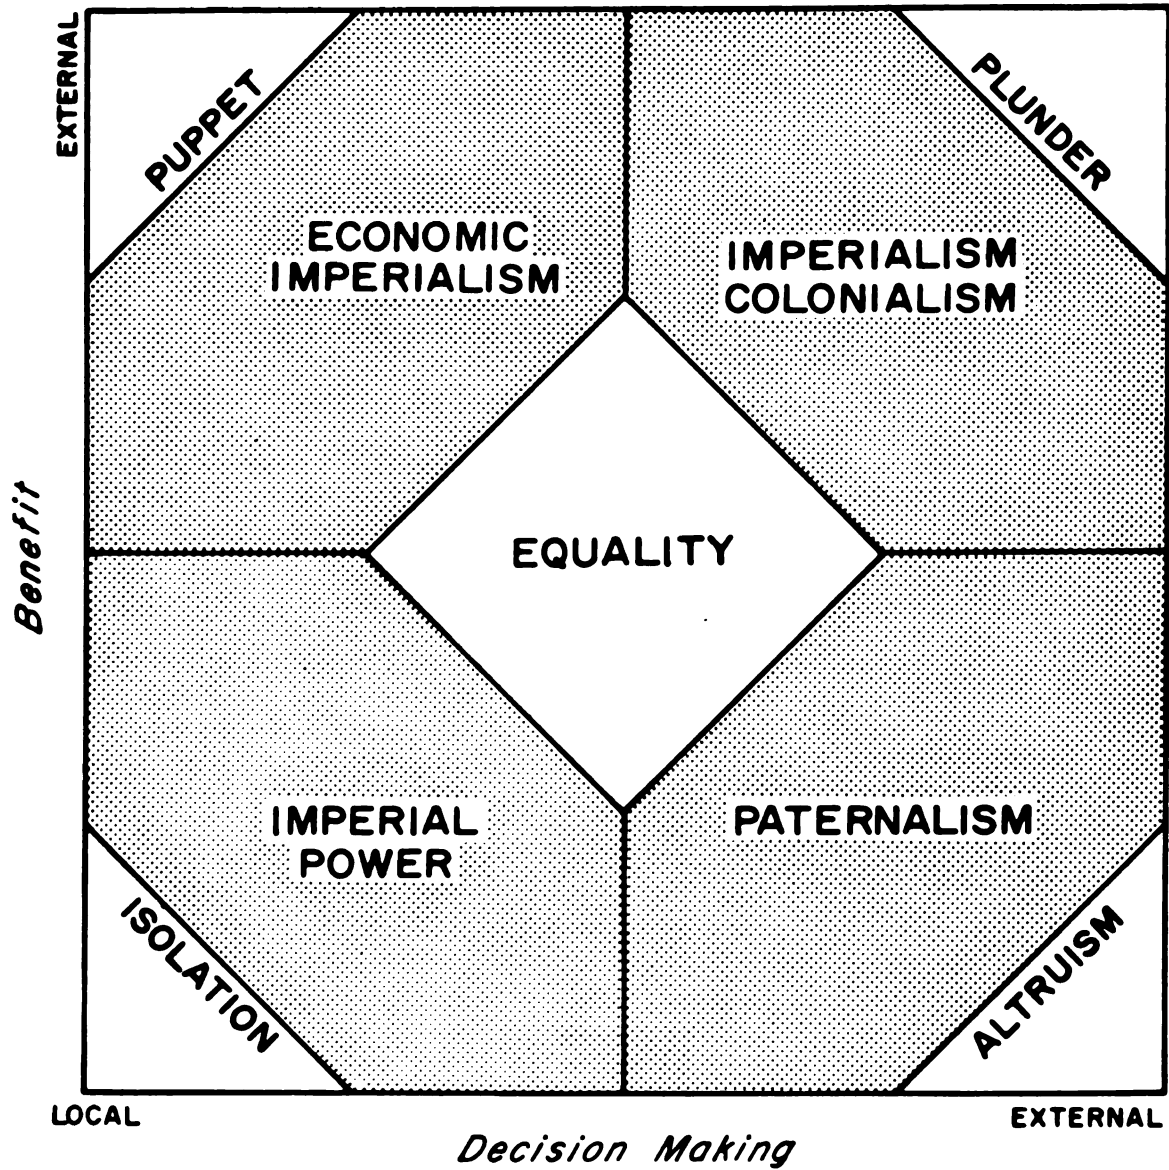 EXTERNAL
PUPPET
PLUNDER
ECONOMIC
IMPERIALISM
IMPERIALISM
COLONIALISM
Benefit
EQUALITY
IMPERIAL
POWER
PATERNALISM
ISOLATION
ALTRUISM
LOCAL
EXTERNAL
Decision Making